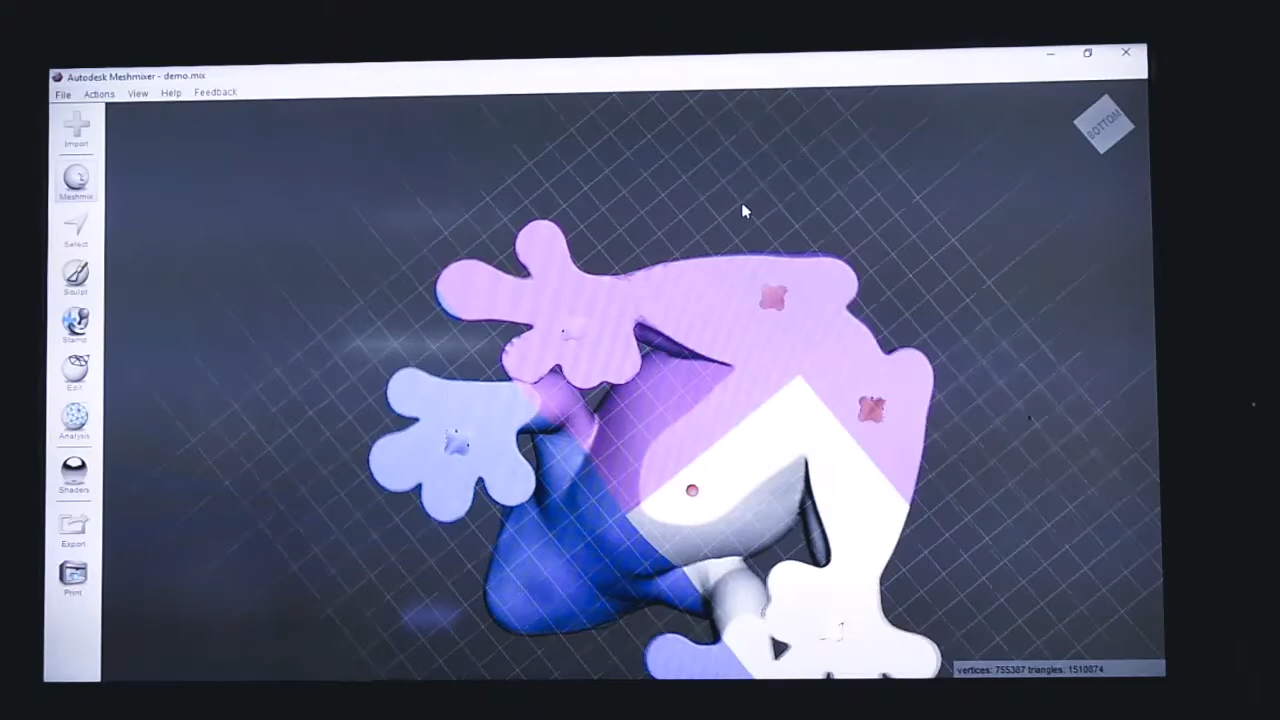 Autodesk Meshmixer - demo.mix
File Actions View Help Feedback
Import
Meshmix
Select
Sculpt
Stamp
Edit
Analysis
Shaders
Export
Print
BOTTOM
vertices: 755387 triangles: 1510874